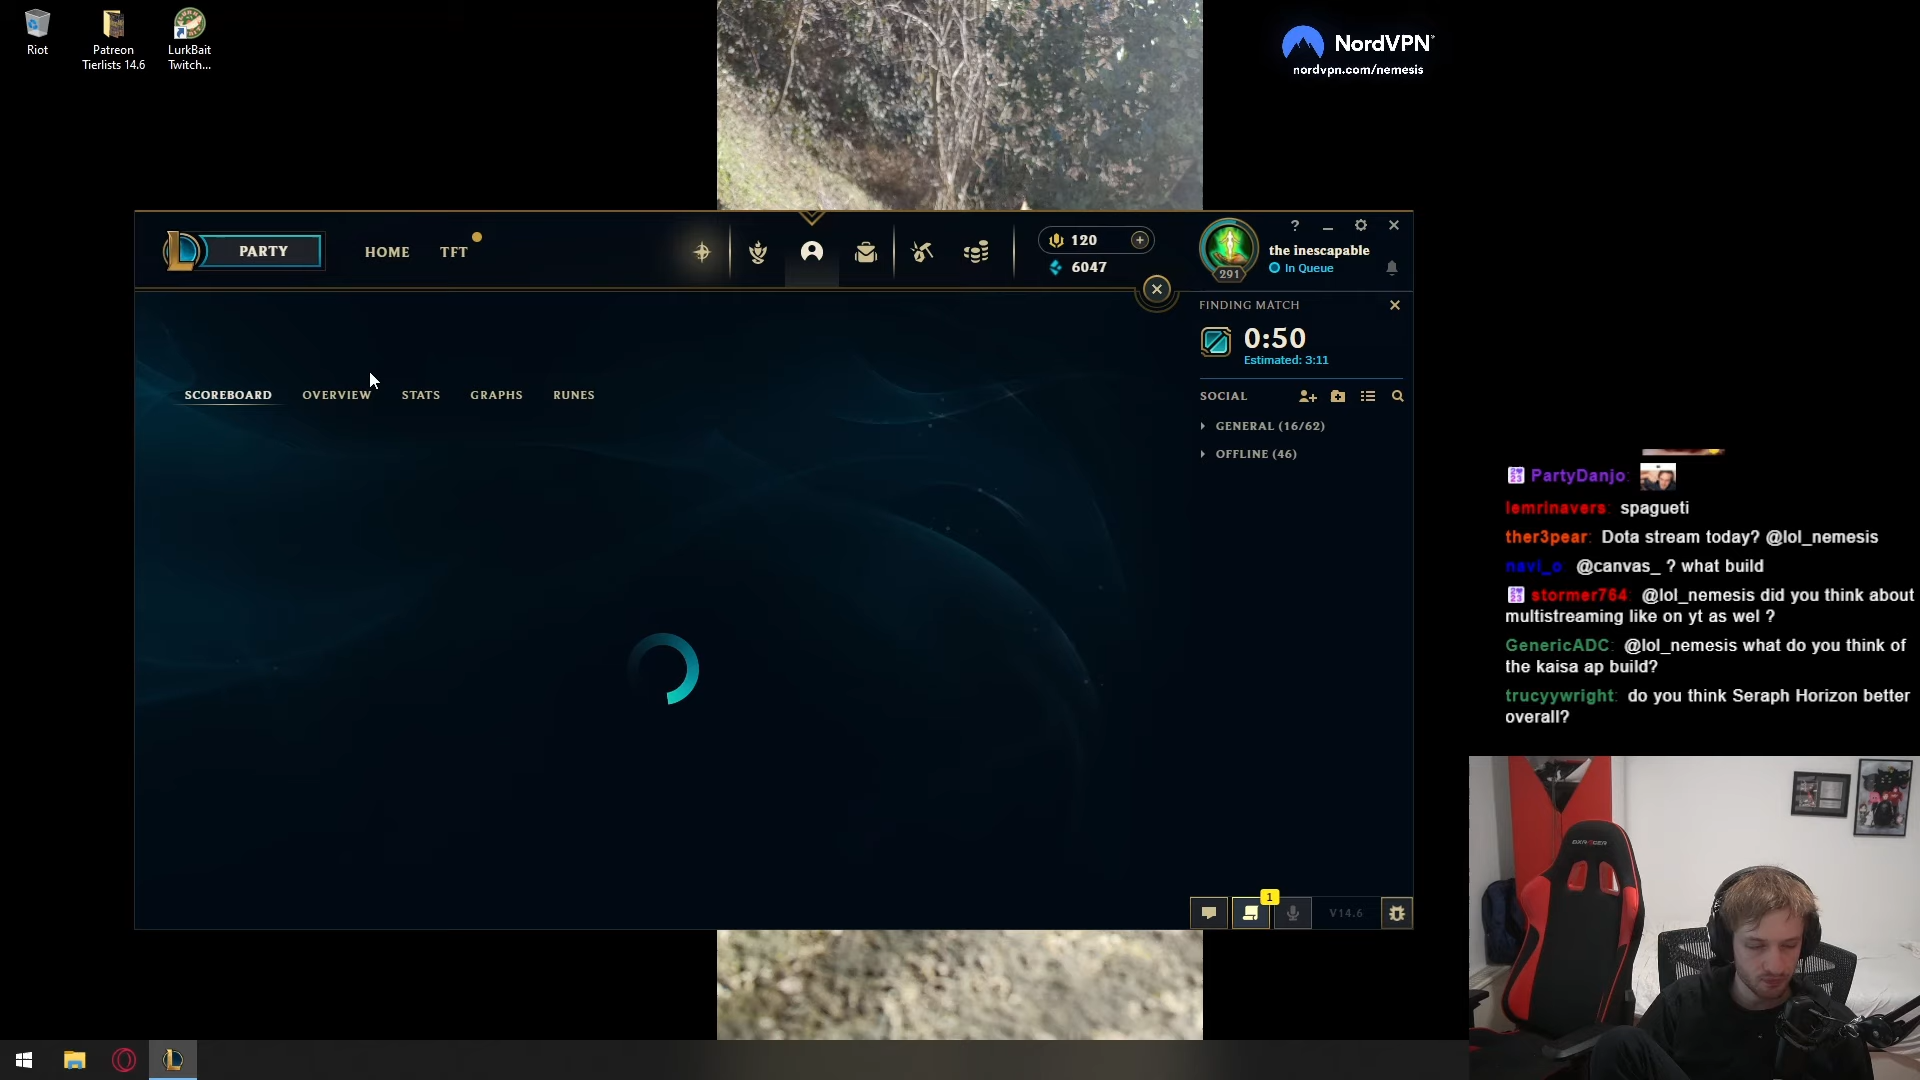 Riot
Patreon
Tierlists 14.6
LurkBait
Twitch...
NordVPN
nordvpn.com/nemesis
PARTY
HOME
TFT
120
6047
291
the inescapable
In Queue
FINDING MATCH
0:50
Estimated: 3:11
SCOREBOARD
OVERVIEW
STATS
GRAPHS
RUNES
SOCIAL
GENERAL (16/62)
OFFLINE (46)
1
V14.6
PartyDanjo:
lemrinavers: spagueti
ther3pear: Dota stream today? @lol_nemesis
navi_o: @canvas_ ? what build
stormer764: @lol_nemesis did you think about
multistreaming like on yt as wel ?
GenericADC: @lol_nemesis what do you think of
the kaisa ap build?
trucyywright: do you think Seraph Horizon better
overall?
DXRACER